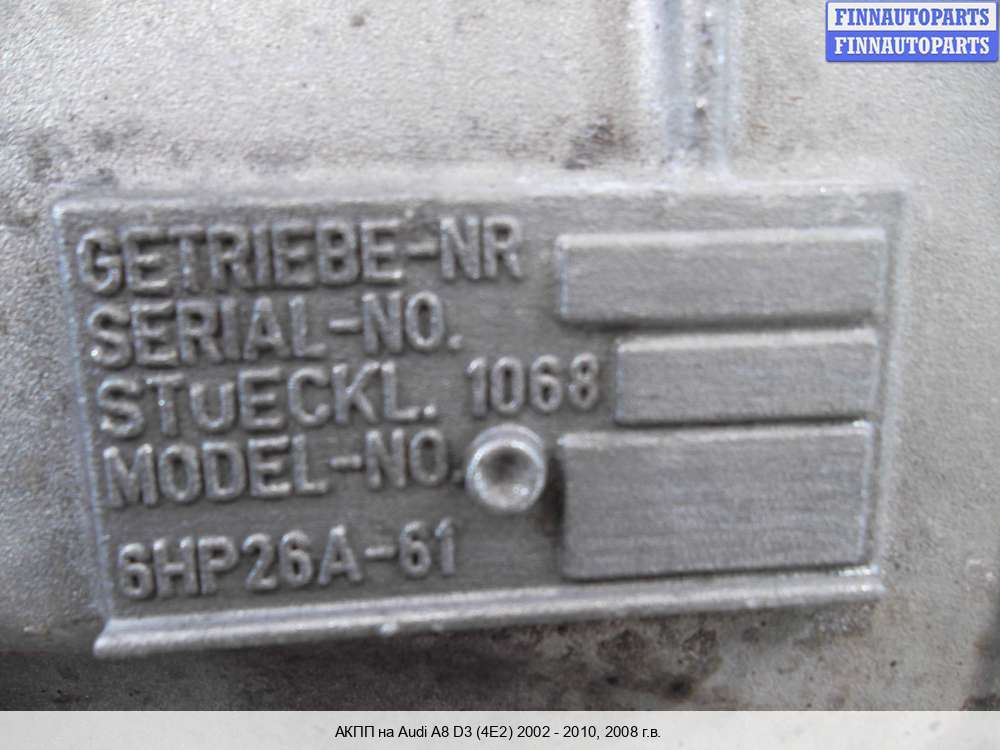 FINNAUTOPARTS
FINNAUTOPARTS
GETRIEBE-NR
SERIAL-NO.
STUECKL. 1068
MODEL-NO.
6HP26A-61
АКПП на Audi A8 D3 (4E2) 2002 - 2010, 2008 г.в.